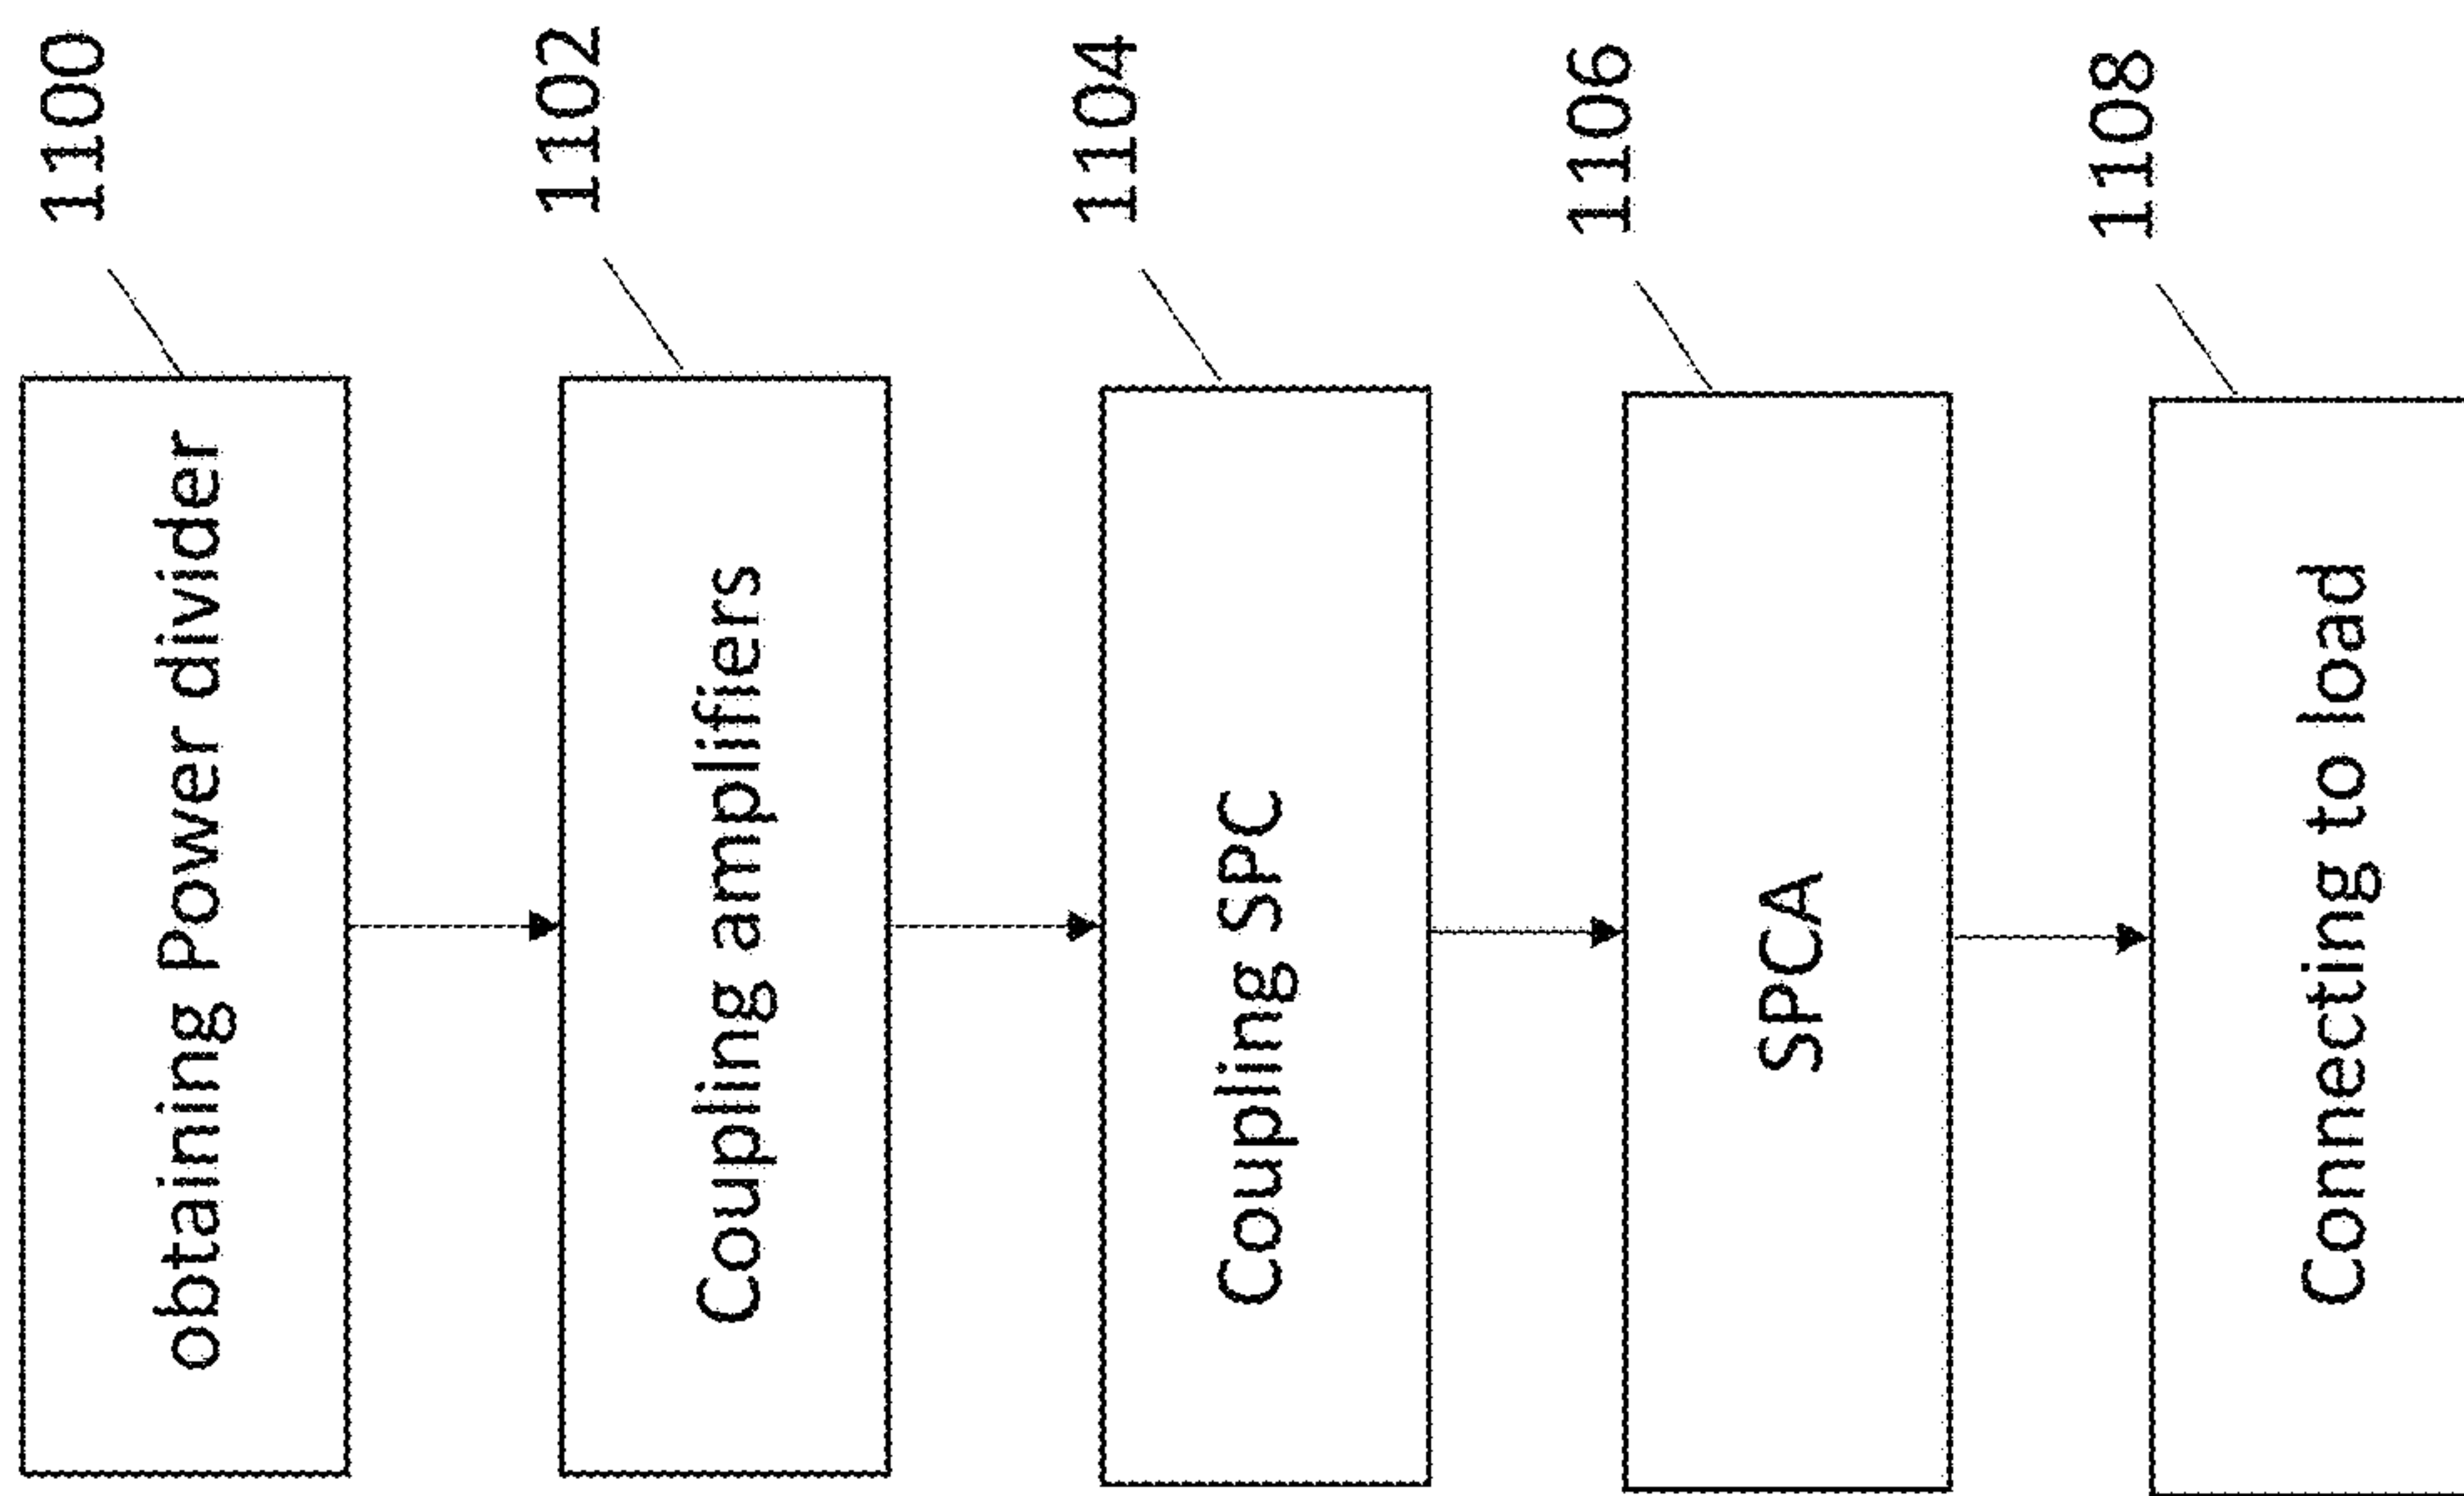 1100
obtaining Power divider
1102
Coupling amplifiers
1104
Coupling SPC
1106
SPCA
1108
Connecting to load